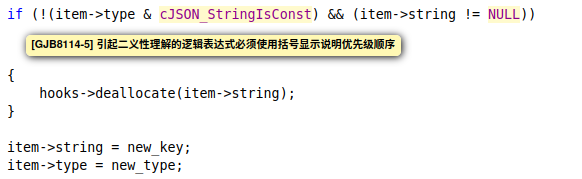 if (!(item->type & cJSON_StringIsConst) && (item->string != NULL))
[GJB8114-5] 引起二义性理解的逻辑表达式必须使用括号显示说明优先级顺序
{
    hooks->deallocate(item->string);
}
item->string = new_key;
item->type = new_type;